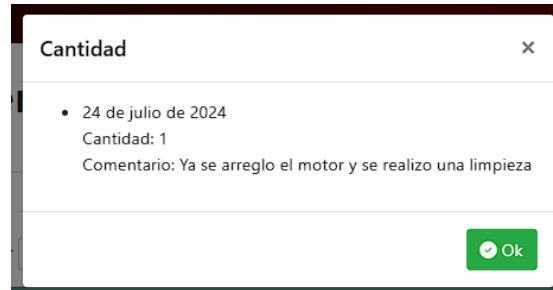 Cantidad ×
• 24 de julio de 2024
Cantidad: 1
Comentario: Ya se arreglo el motor y se realizo una limpieza
Ok